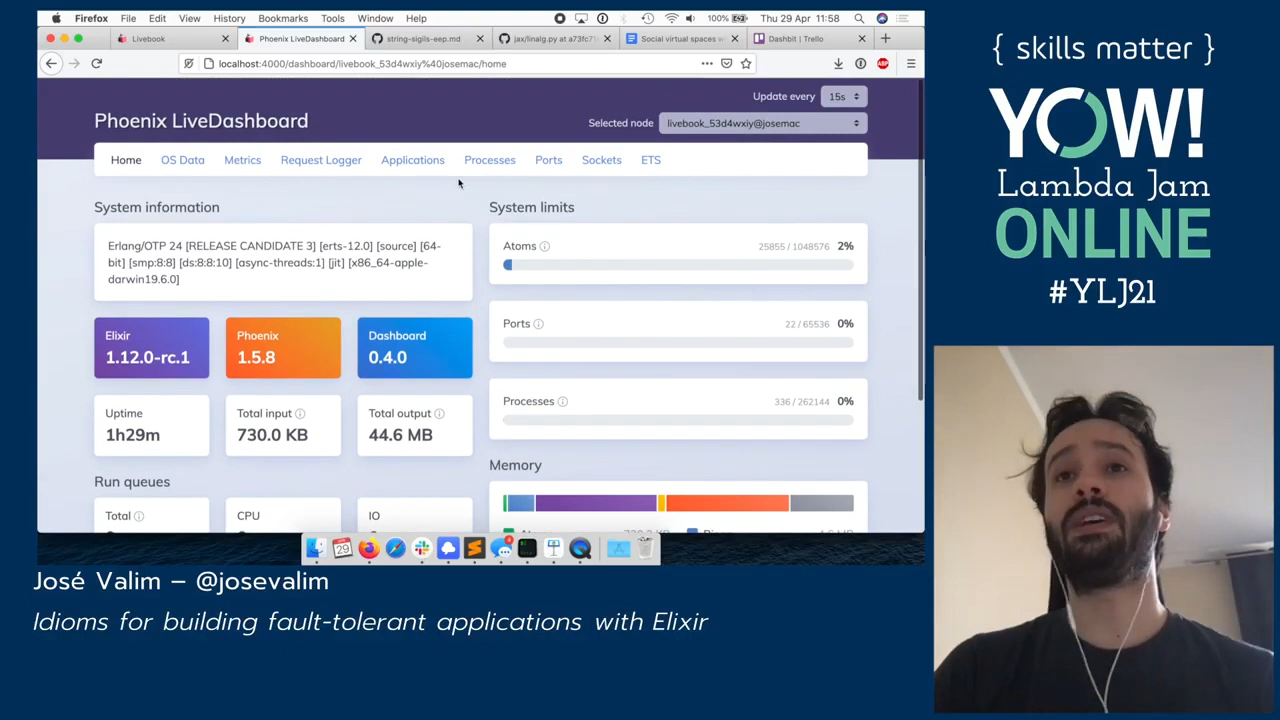 Firefox File Edit View History Bookmarks Tools Window Help 100% Thu 29 Apr 11:58
Livebook Phoenix LiveDashboard string-sigils-eep.md jax/linalg.py at a73fc71 Social virtual spaces w Dashbit | Trello
localhost:4000/dashboard/livebook_53d4wxiy%40josemac/home
Update every 15s
Phoenix LiveDashboard
Selected node livebook_53d4wxiy@josemac
Home OS Data Metrics Request Logger Applications Processes Ports Sockets ETS
System information
Erlang/OTP 24 [RELEASE CANDIDATE 3] [erts-12.0] [source] [64-
bit] [smp:8:8] [ds:8:8:10] [async-threads:1] [jit] [x86_64-apple-
darwin19.6.0]
Elixir
1.12.0-rc.1
Phoenix
1.5.8
Dashboard
0.4.0
Uptime
1h29m
Total input
730.0 KB
Total output
44.6 MB
Run queues
Total
CPU
IO
System limits
Atoms 25855 / 1048576 2%
Ports 22 / 65536 0%
Processes 336 / 262144 0%
Memory
{ skills matter }
YOW!
Lambda Jam
ONLINE
#YLJ21
José Valim – @josevalim
Idioms for building fault-tolerant applications with Elixir